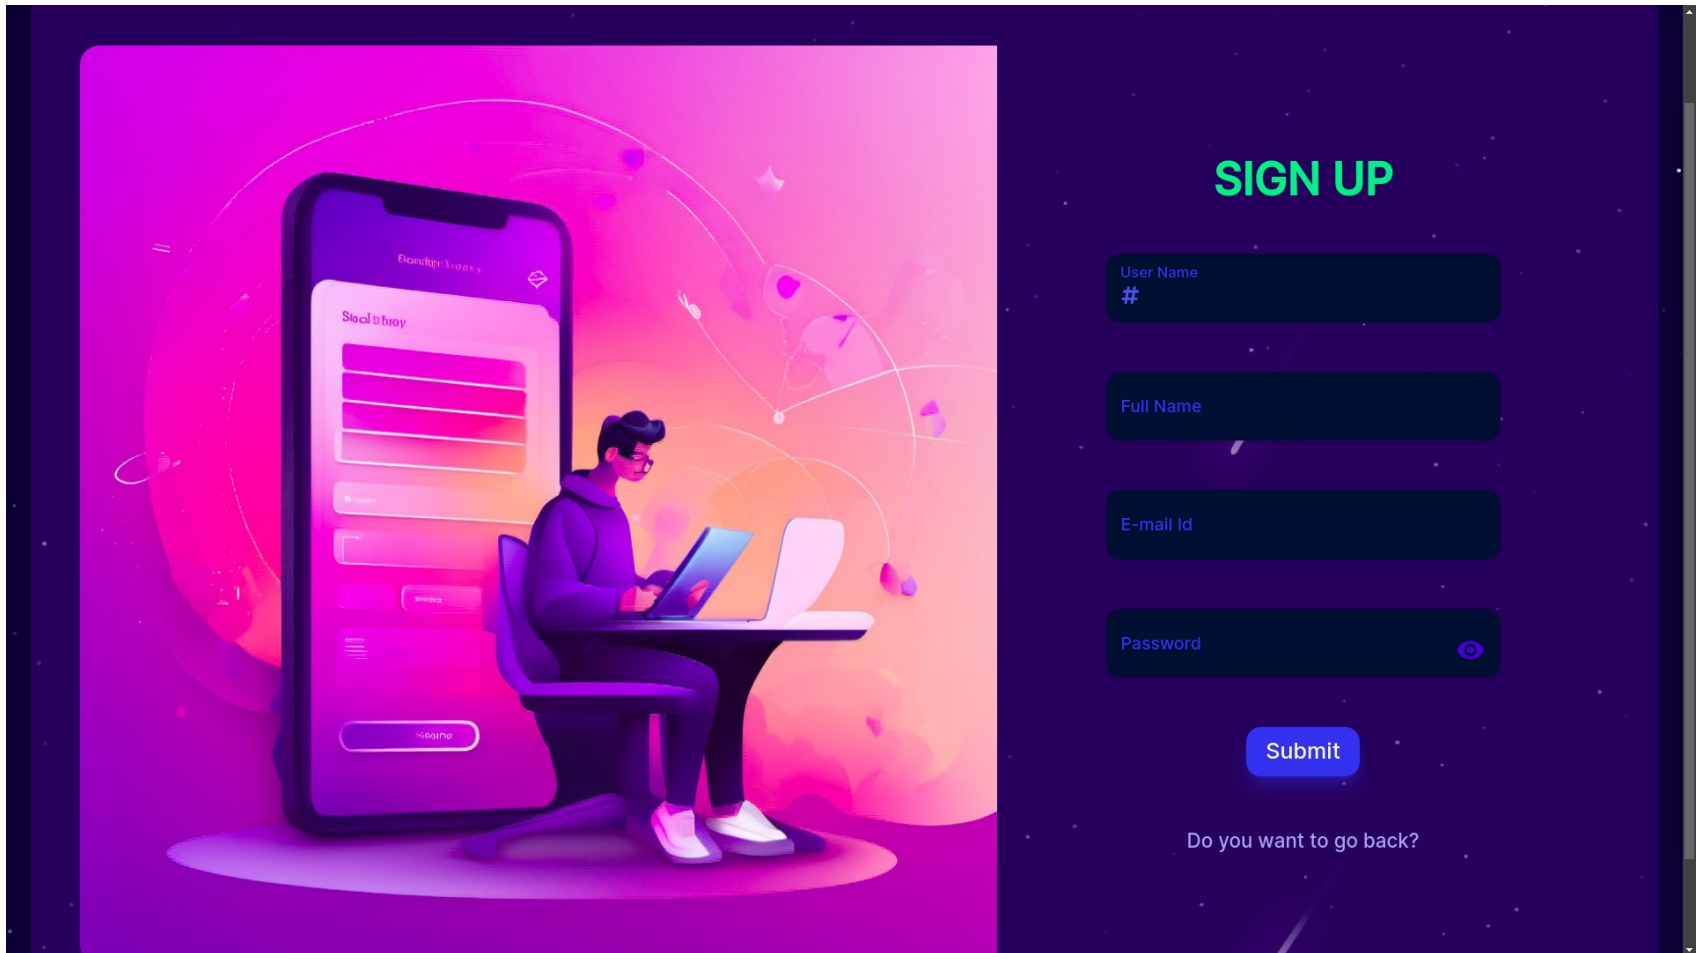 SIGN UP
User Name
#
Full Name
E-mail Id
Password
Submit
Do you want to go back?